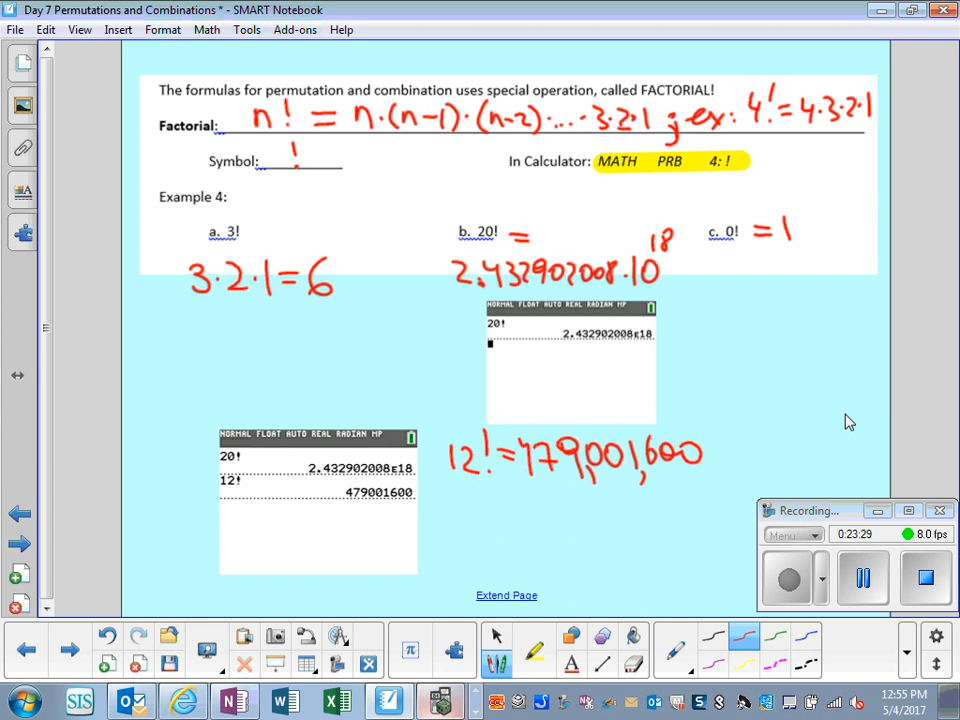 Day 7 Permutations and Combinations * - SMART Notebook
File Edit View Insert Format Math Tools Add-ons Help
The formulas for permutation and combination uses special operation, called FACTORIAL!
Factorial: n! = n·(n-1)·(n-2)·...·3·2·1 ; ex: 4! = 4·3·2·1
Symbol: !
In Calculator: MATH PRB 4: !
Example 4:
a. 3!
b. 20! =
c. 0! = 1
3·2·1 = 6
2.432902008·10^18
NORMAL FLOAT AUTO REAL RADIAN MP
20!
2.432902008E18
NORMAL FLOAT AUTO REAL RADIAN MP
20!
2.432902008E18
12!
479001600
12! = 479,001,600
Recording...
Menu
0:23:29
8.0 fps
Extend Page
12:55 PM
5/4/2017